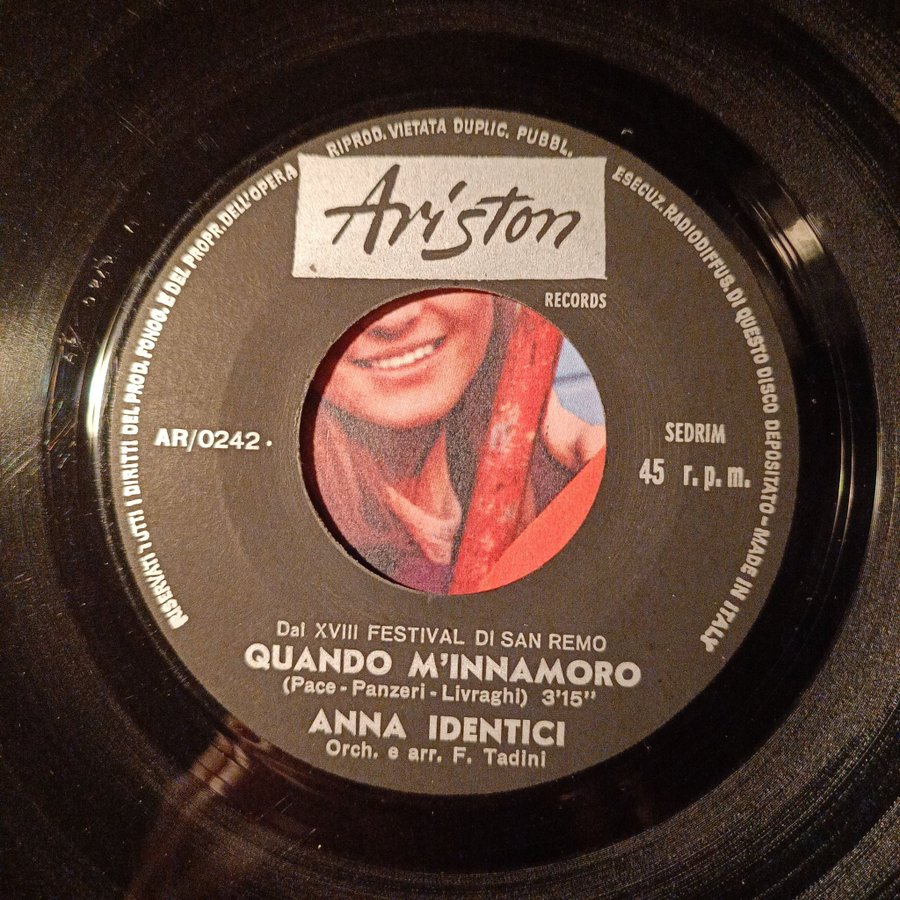 RISERVATI TUTTI I DIRITTI DEL PROD. FONOG. E DEL PROPR. DELL'OPERA
RIPROD. VIETATA DUPLIC. PUBBL.
ESECUZ. RADIODIFFUS. DI QUESTO DISCO DEPOSITATO - MADE IN ITALY
Ariston
RECORDS
AR/0242.
SEDRIM
45 r.p.m.
Dal XVIII FESTIVAL DI SAN REMO
QUANDO M'INNAMORO
(Pace - Panzeri - Livraghi) 3'15''
ANNA IDENTICI
Orch. e arr. F. Tadini